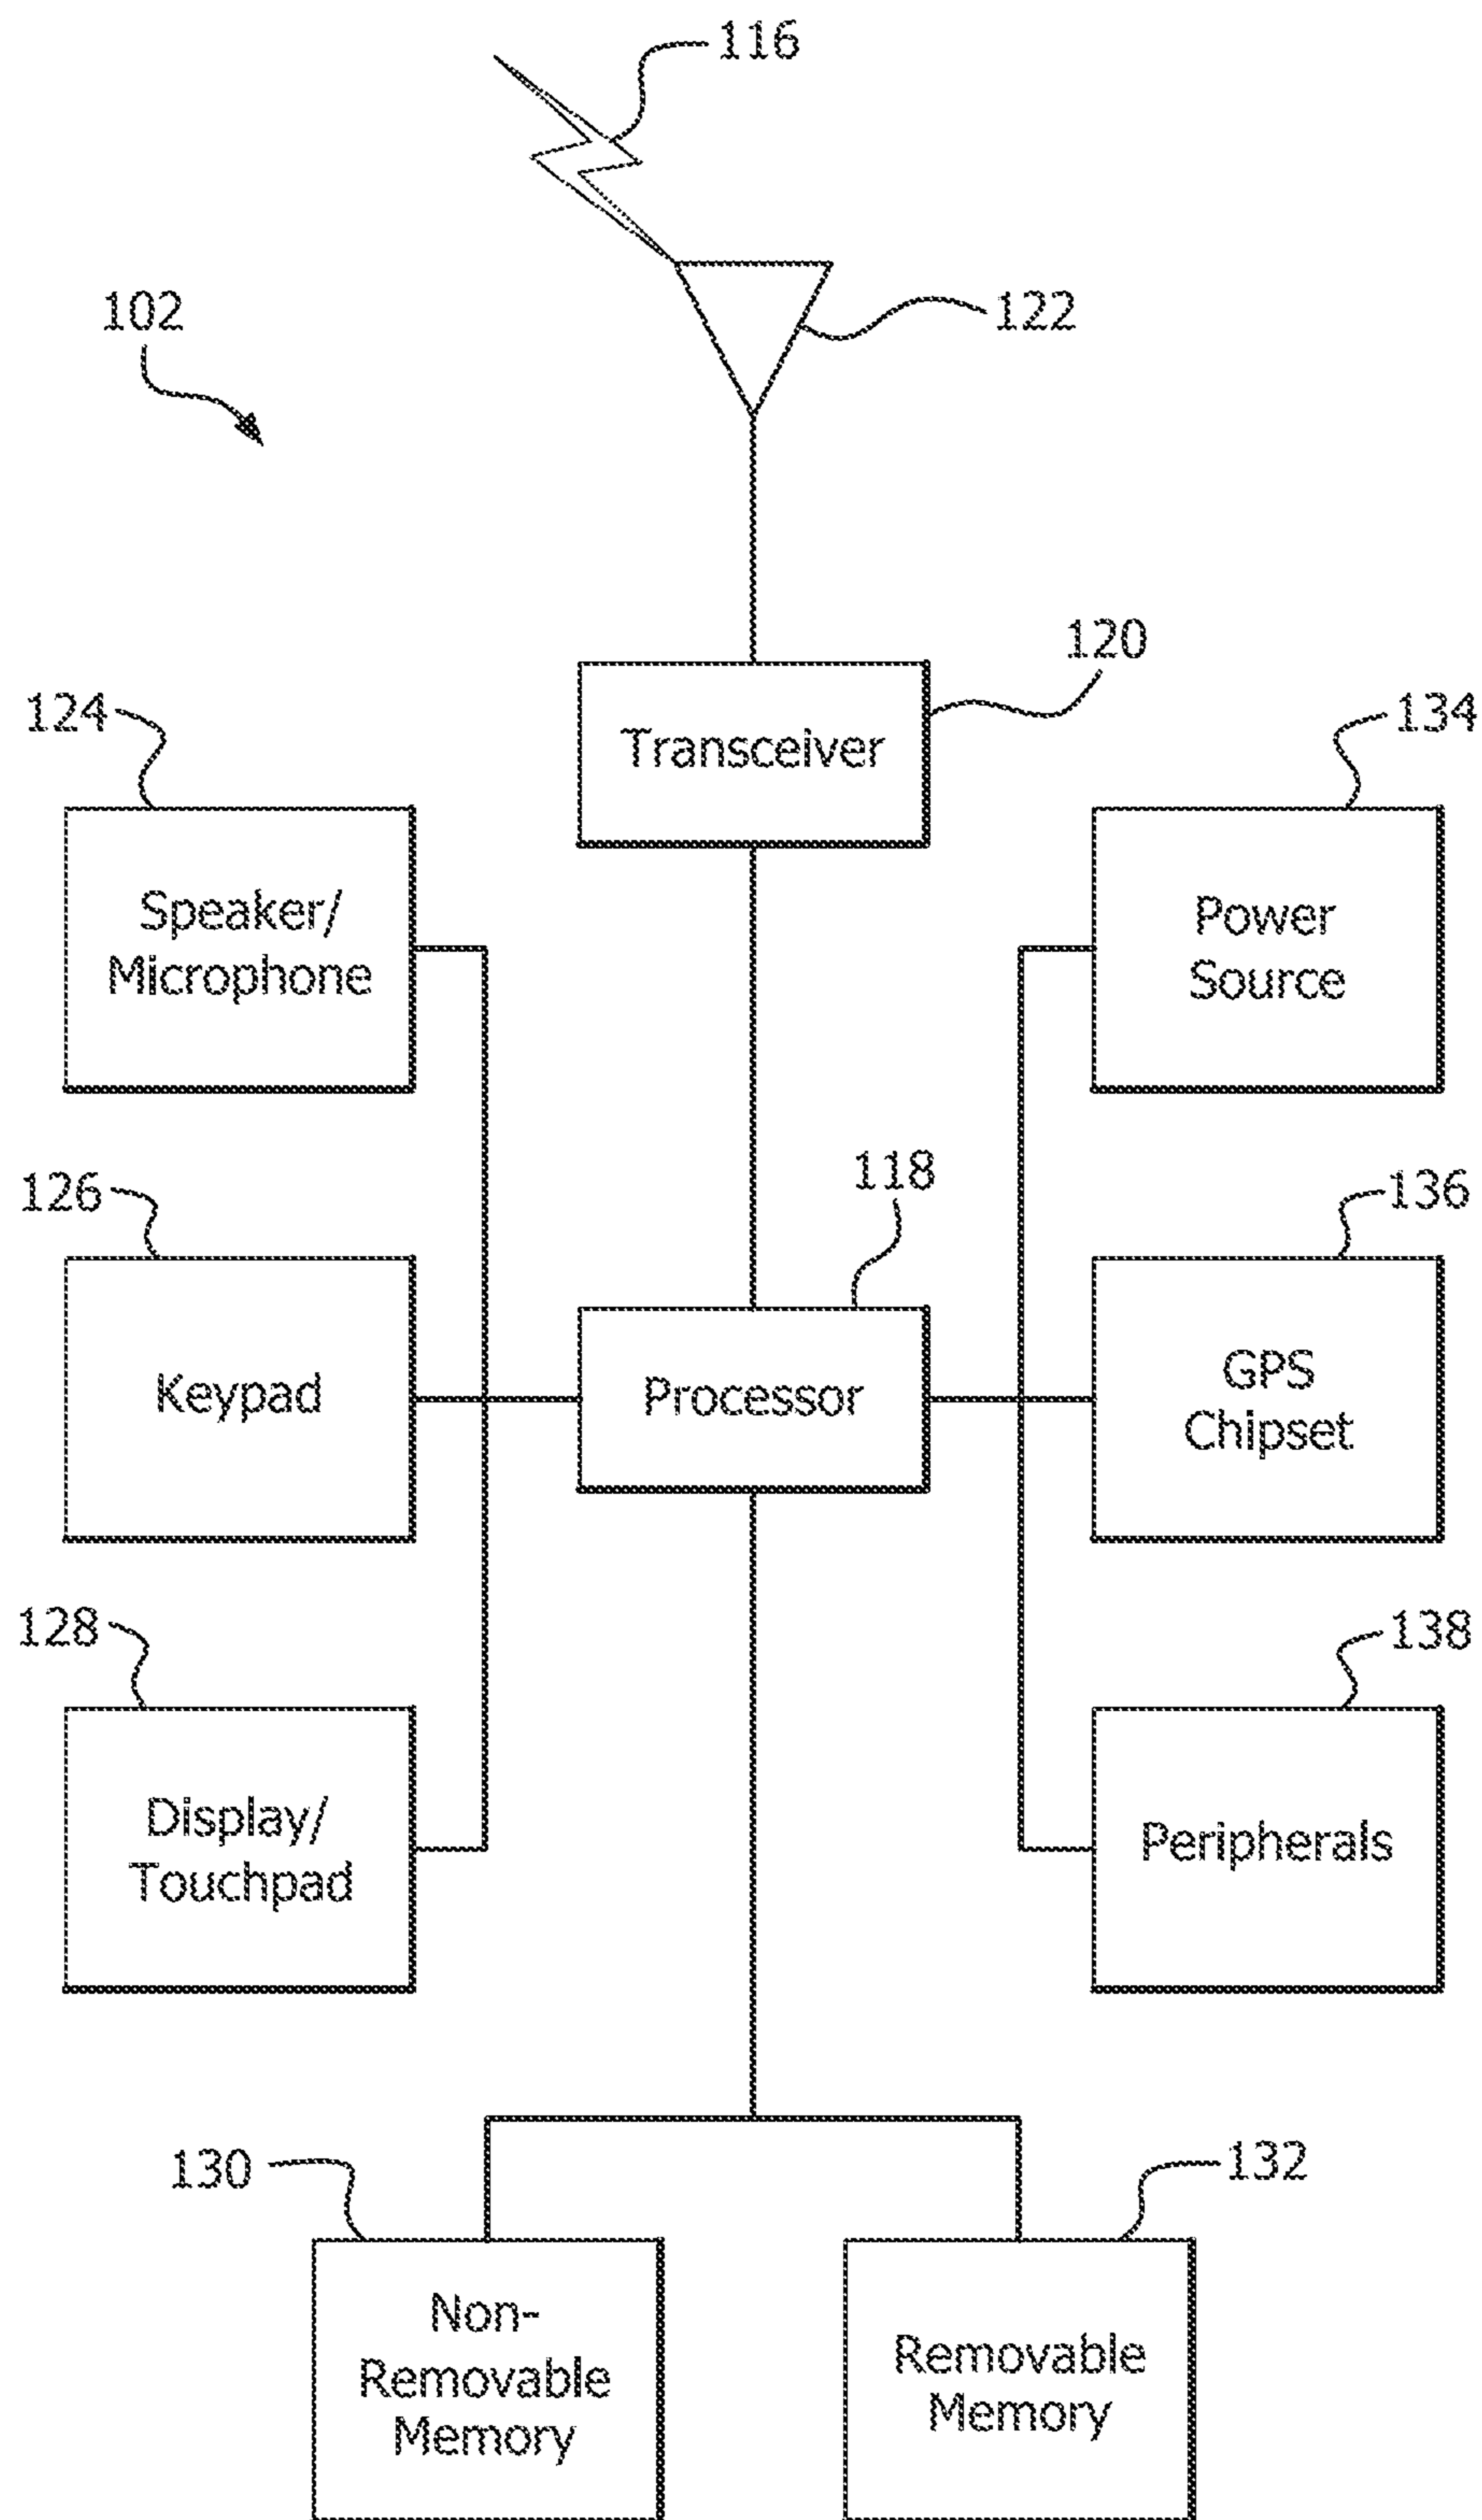 116
102
122
120
124
134
Transceiver
Speaker/
Microphone
Power
Source
118
126
136
Keypad
Processor
GPS
Chipset
128
138
Display/
Touchpad
Peripherals
130
132
Non-
Removable
Memory
Removable
Memory